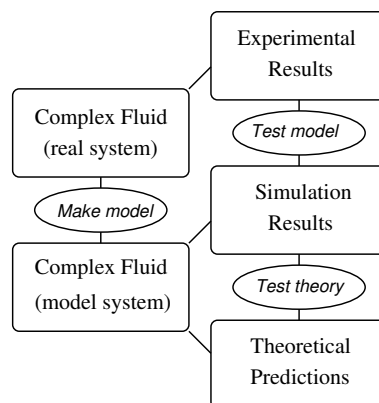 Experimental
Results
Complex Fluid
(real system)
Test model
Make model
Simulation
Results
Complex Fluid
(model system)
Test theory
Theoretical
Predictions